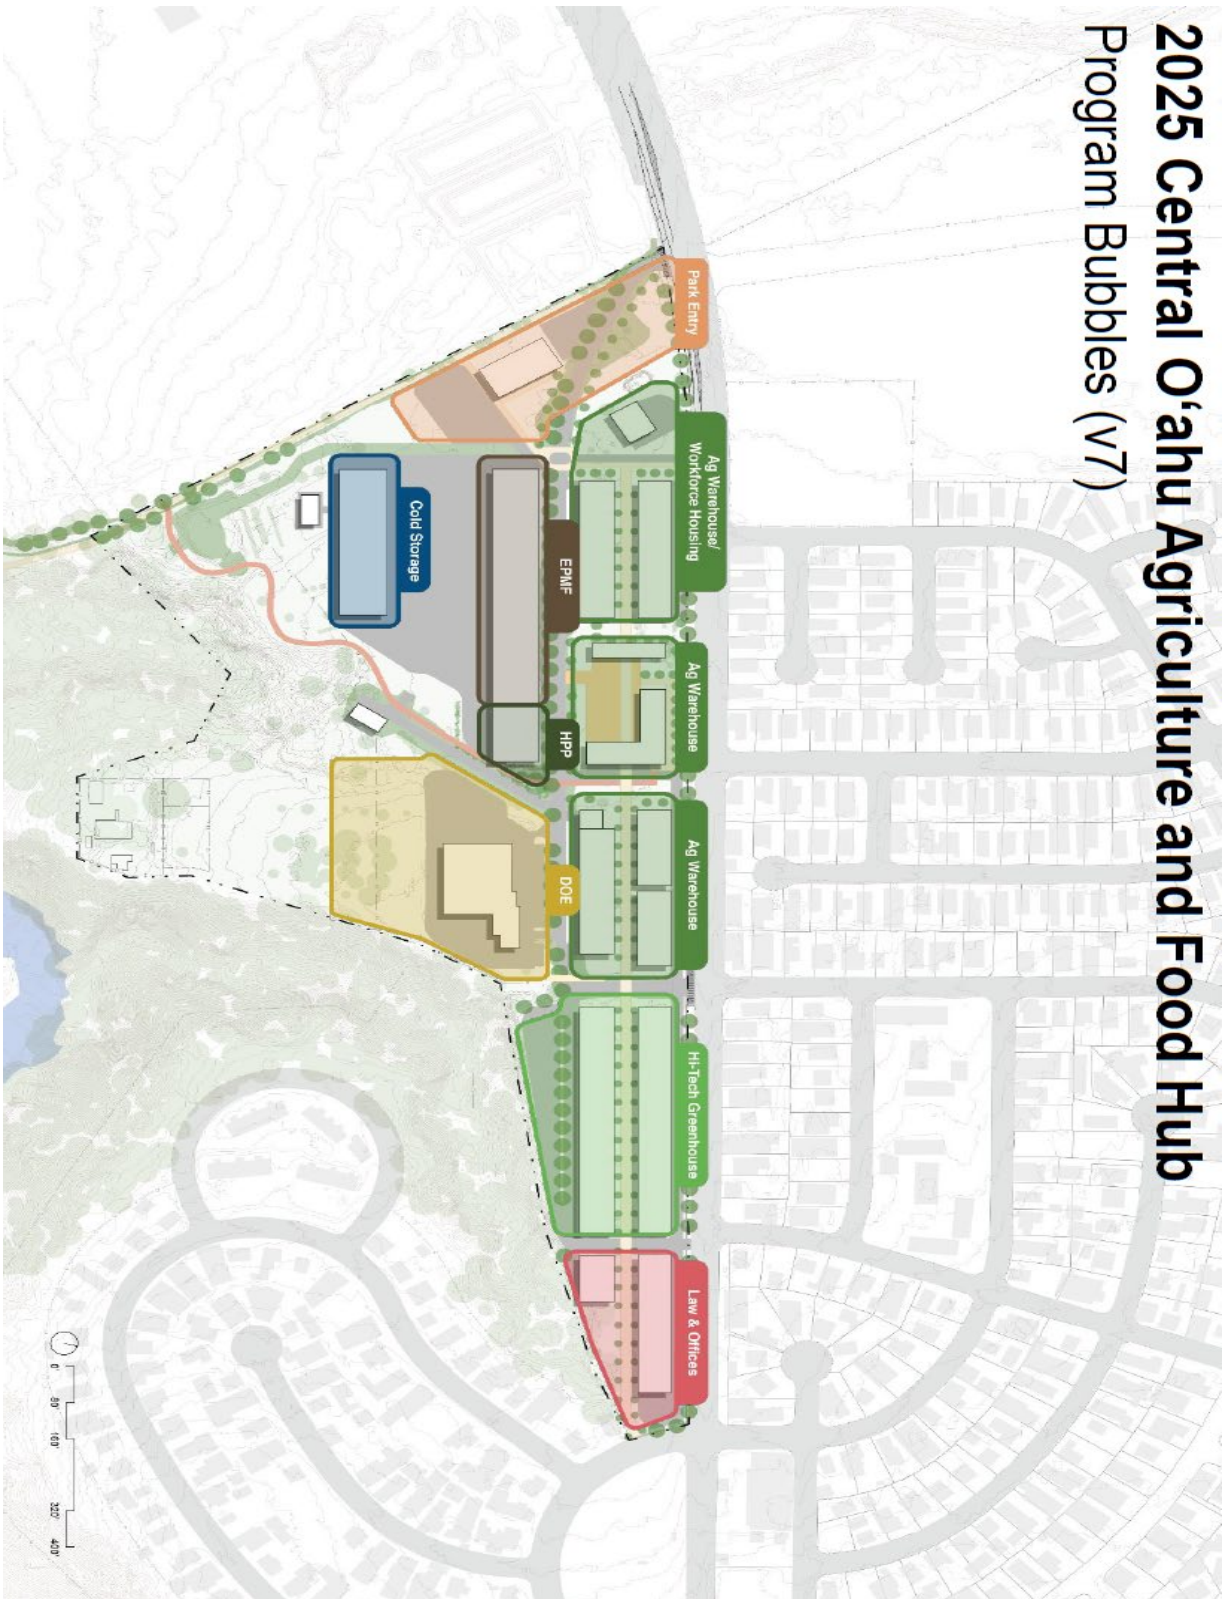 2025 Central Oʻahu Agriculture and Food Hub
Program Bubbles (v7)
Park Entry
Ag Warehouse/
Workforce Housing
Ag Warehouse
Ag Warehouse
Hi-Tech Greenhouse
Law & Offices
EPMF
HPP
DOE
Cold Storage
0' 80' 160' 320' 400'